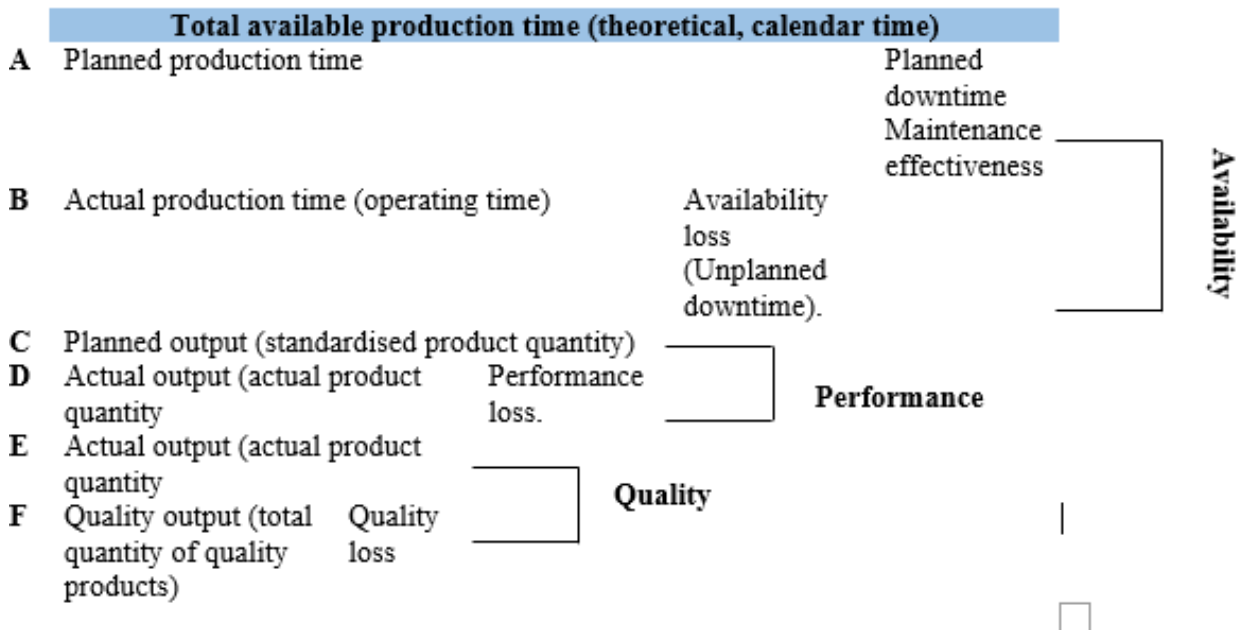 Total available production time (theoretical, calendar time)
A Planned production time Planned
downtime
Maintenance
effectiveness
Availability
B Actual production time (operating time) Availability
loss
(Unplanned
downtime).
C Planned output (standardised product quantity)
D Actual output (actual product Performance
quantity loss.
Performance
E Actual output (actual product
quantity
Quality
F Quality output (total Quality
quantity of quality loss
products)